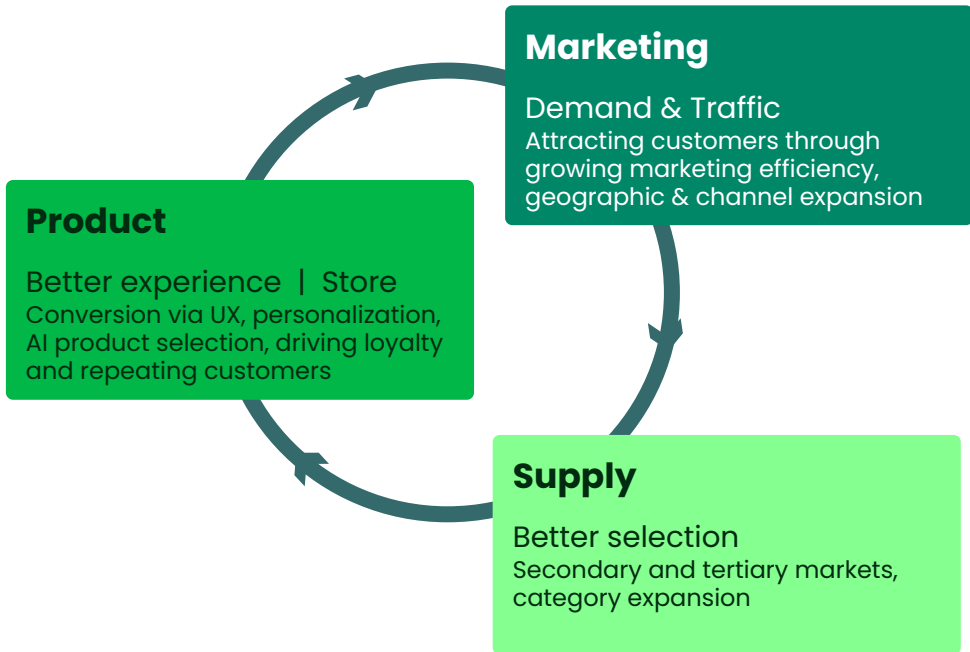 Marketing
Demand & Traffic
Attracting customers through
growing marketing efficiency,
geographic & channel expansion
Product
Better experience | Store
Conversion via UX, personalization,
AI product selection, driving loyalty
and repeating customers
Supply
Better selection
Secondary and tertiary markets,
category expansion